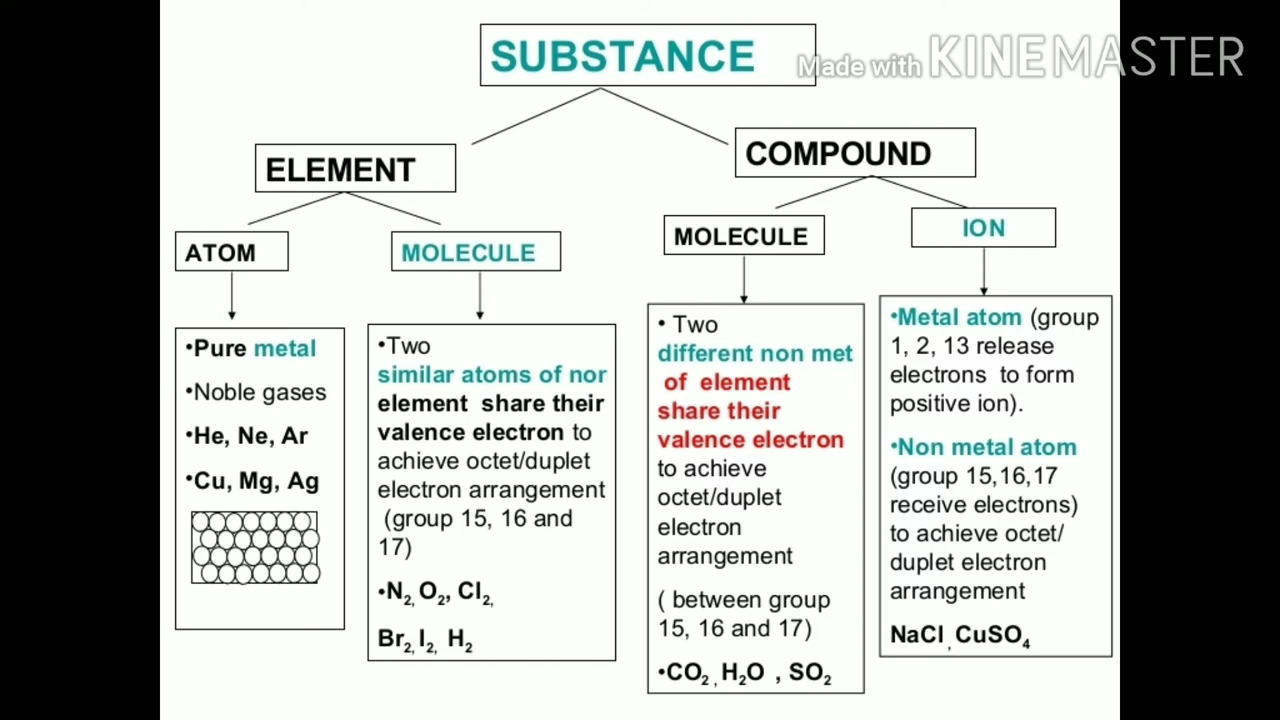 SUBSTANCE
Made with KINEMASTER
ELEMENT
COMPOUND
ATOM
MOLECULE
MOLECULE
ION
•Pure metal
•Noble gases
•He, Ne, Ar
•Cu, Mg, Ag
•Two
similar atoms of nor
element share their
valence electron to
achieve octet/duplet
electron arrangement
(group 15, 16 and
17)
•N2, O2, Cl2,
Br2, I2, H2
• Two
different non met
of element
share their
valence electron
to achieve
octet/duplet
electron
arrangement
( between group
15, 16 and 17)
•CO2 , H2O , SO2
•Metal atom (group
1, 2, 13 release
electrons to form
positive ion).
•Non metal atom
(group 15,16,17
receive electrons)
to achieve octet/
duplet electron
arrangement
NaCl , CuSO4